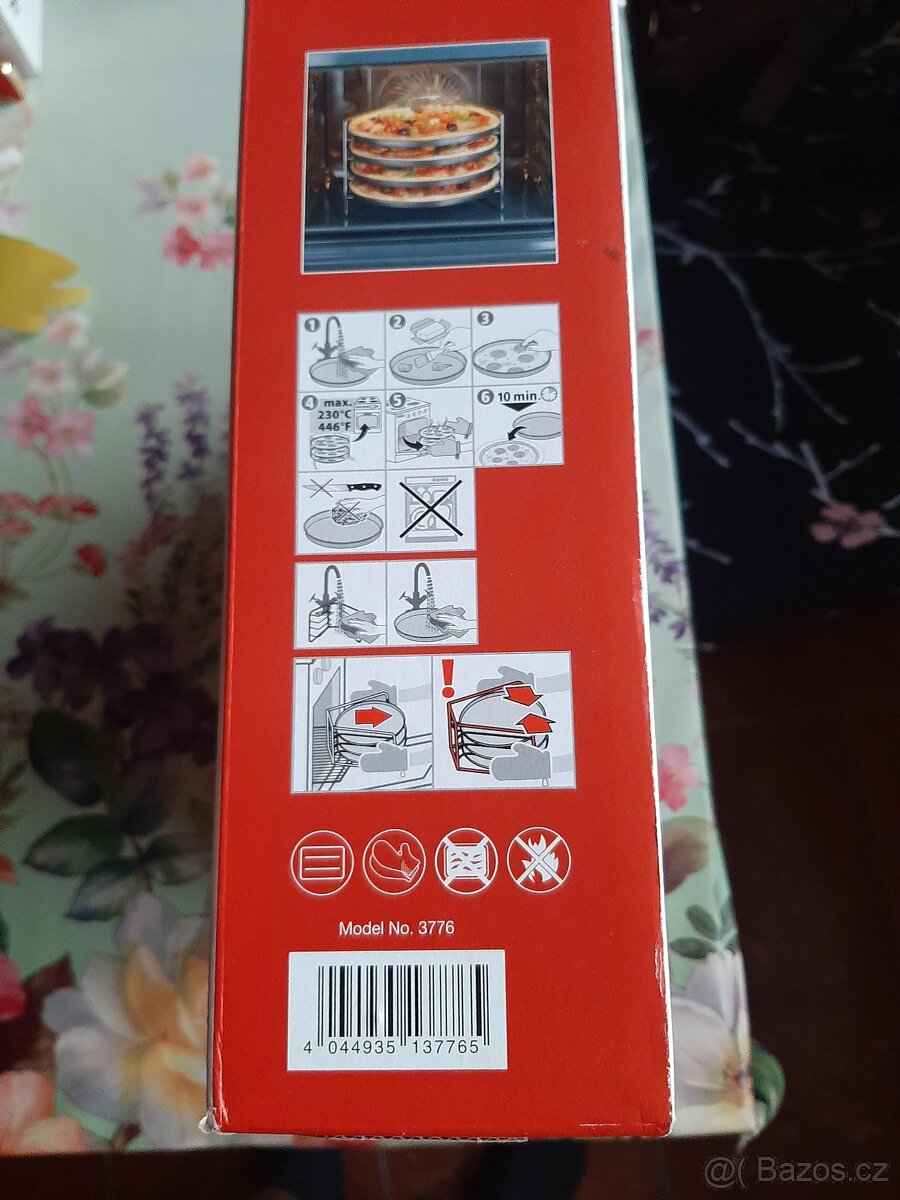 1 2 3
4 max. 230°C 446°F
5
6 10 min.
!
Model No. 3776
4 044935 137765
@( Bazos.cz